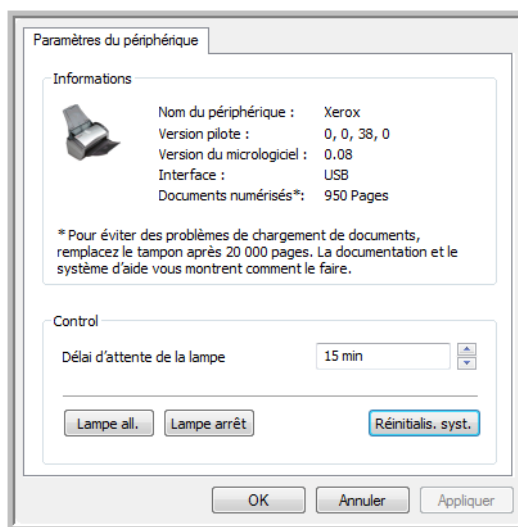 Paramètres du périphérique
Informations
Nom du périphérique : Xerox
Version pilote : 0, 0, 38, 0
Version du micrologiciel : 0.08
Interface : USB
Documents numérisés*: 950 Pages
* Pour éviter des problèmes de chargement de documents,
remplacez le tampon après 20 000 pages. La documentation et le
système d'aide vous montrent comment le faire.
Control
Délai d'attente de la lampe 15 min
Lampe all. Lampe arrêt Réinitialis. syst.
OK Annuler Appliquer